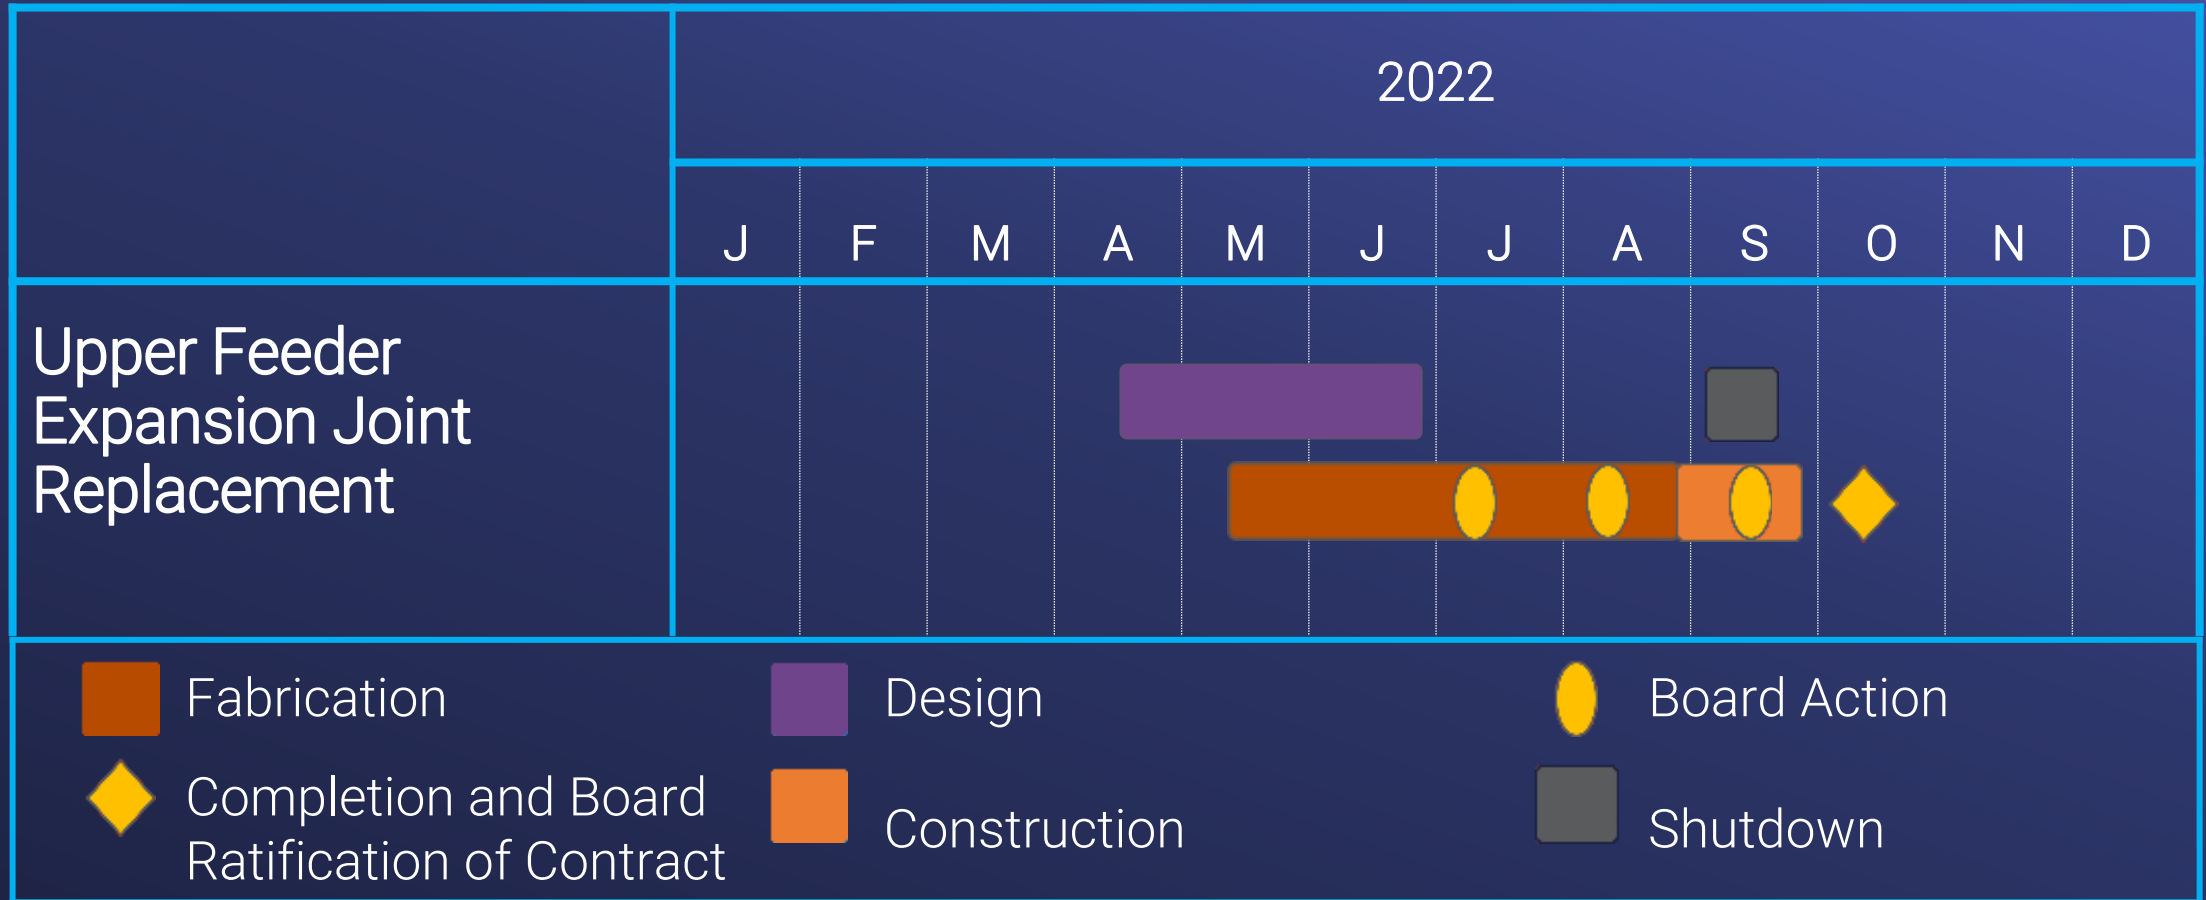 2022
J F M A M J J A S O N D
Upper Feeder
Expansion Joint
Replacement
Fabrication
Design
Board Action
Completion and Board
Ratification of Contract
Construction
Shutdown